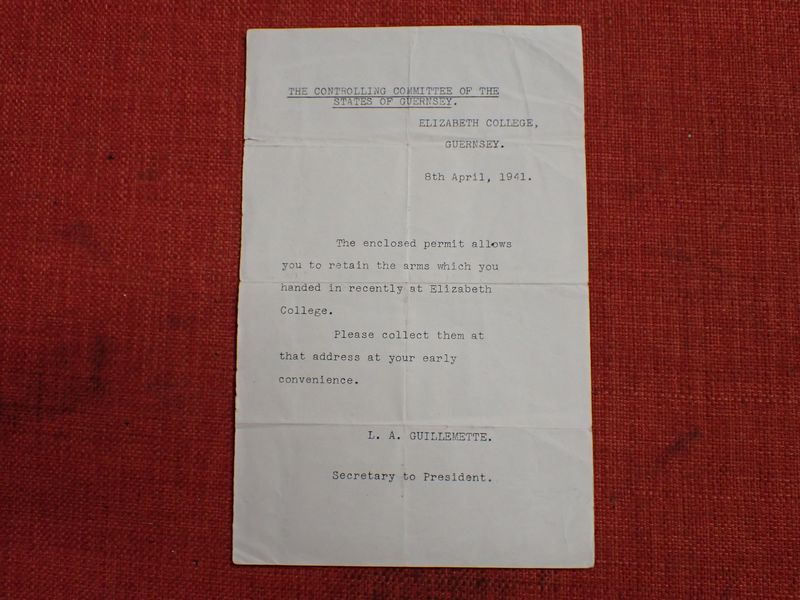 THE CONTROLLING COMMITTEE OF THE
STATES OF GUERNSEY.
ELIZABETH COLLEGE,
GUERNSEY.
8th April, 1941.
The enclosed permit allows
you to retain the arms which you
handed in recently at Elizabeth
College.
Please collect them at
that address at your early
convenience.
L. A. GUILLEMETTE.
Secretary to President.